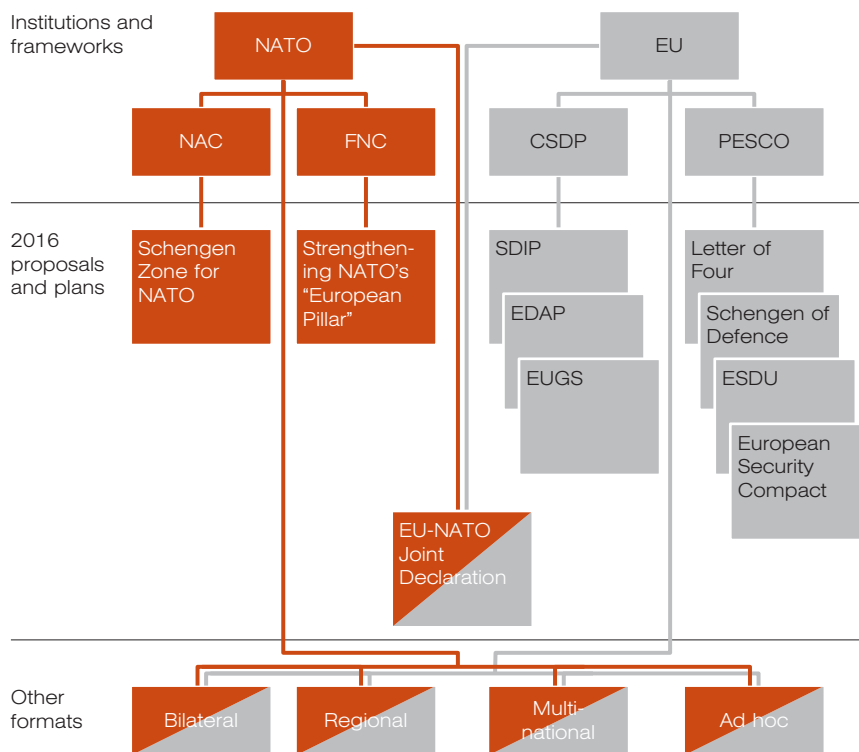 Institutions and
frameworks
NATO
EU
NAC
FNC
CSDP
PESCO
2016
proposals
and plans
Schengen
Zone for
NATO
Strengthen-
ing NATO’s
“European
Pillar”
SDIP
EDAP
EUGS
Letter of
Four
Schengen of
Defence
ESDU
European
Security
Compact
EU-NATO
Joint
Declaration
Other
formats
Bilateral
Regional
Multi-
national
Ad hoc